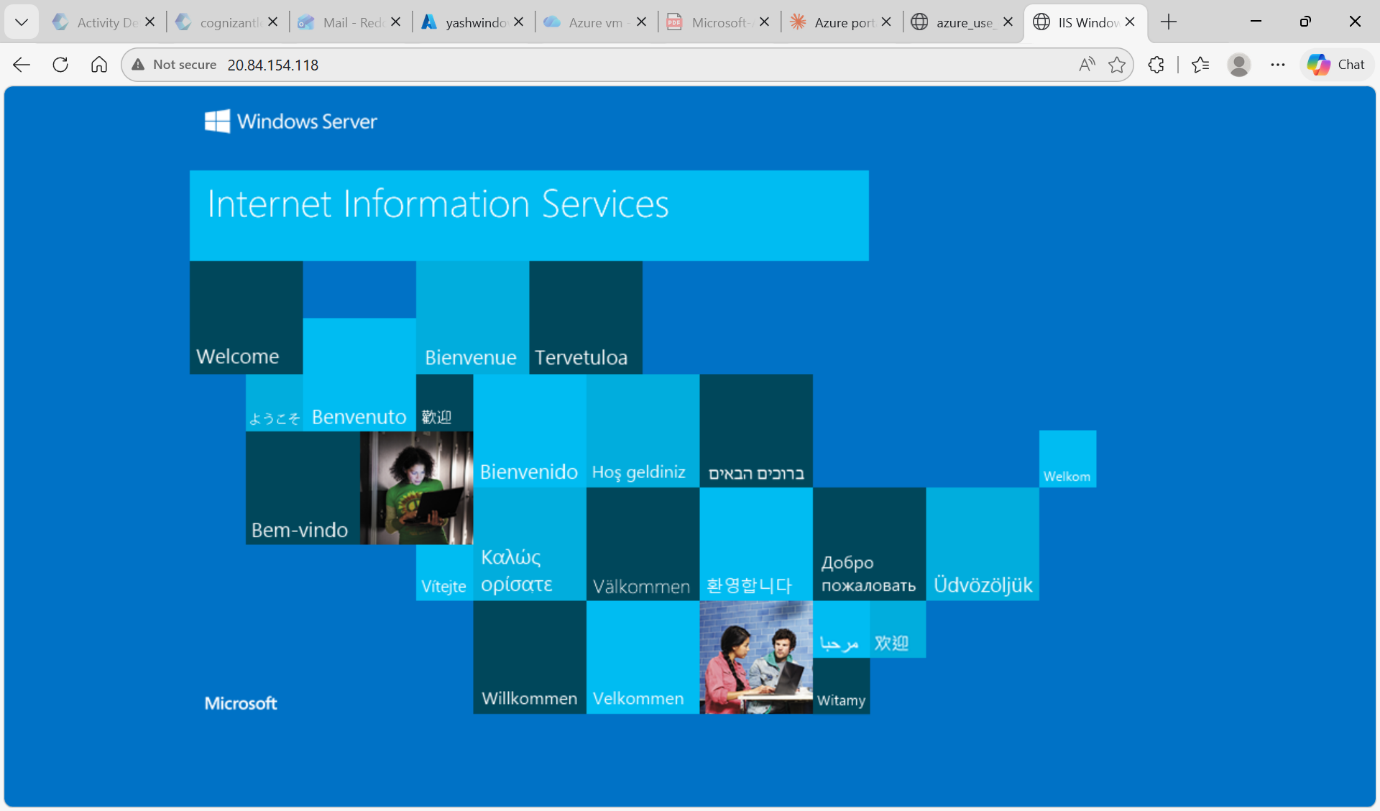 Activity De
cognizantl
Mail - Redo
yashwindo
Azure vm -
Microsoft-
Azure port
azure_use_
IIS Window
Not secure
20.84.154.118
Chat
Windows Server
Internet Information Services
Welcome
Bienvenue
Tervetuloa
ようこそ
Benvenuto
歡迎
Bienvenido
Hoş geldiniz
ברוכים הבאים
Welkom
Bem-vindo
Vítejte
Καλώς
ορίσατε
Välkommen
환영합니다
Добро
пожаловать
Üdvözöljük
Willkommen
Velkommen
مرحبا
欢迎
Witamy
Microsoft